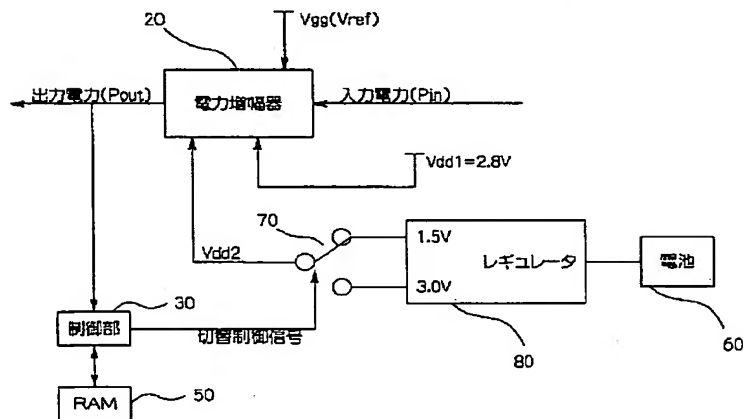 20
Vgg(Vref)
出力電力(Pout)
電力増幅器
入力電力(Pin)
Vdd1=2.8V
70
Vdd2
1.5V
レギュレータ
電池
3.0V
30
制御部
切替制御信号
80
60
RAM
50